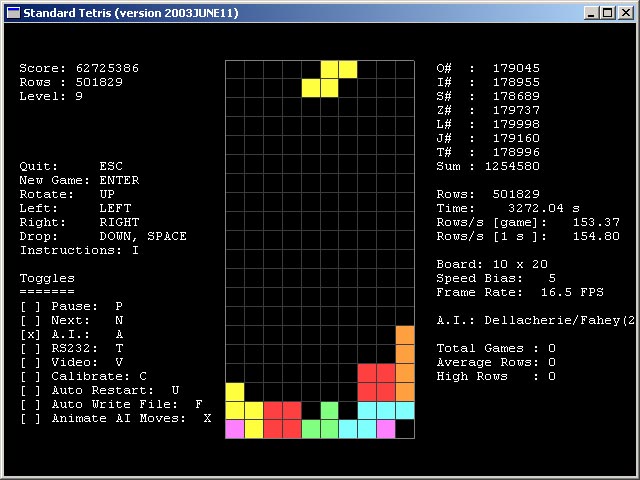 Standard Tetris (version 2003JUNE11)
Score: 62725386
Rows : 501829
Level: 9
Quit: ESC
New Game: ENTER
Rotate: UP
Left: LEFT
Right: RIGHT
Drop: DOWN, SPACE
Instructions: I
Toggles
=======
[ ] Pause: P
[ ] Next: N
[x] A.I.: A
[ ] RS232: T
[ ] Video: V
[ ] Calibrate: C
[ ] Auto Restart: U
[ ] Auto Write File: F
[ ] Animate AI Moves: X
O# : 179045
I# : 178955
S# : 178689
Z# : 179737
L# : 179998
J# : 179160
T# : 178996
Sum : 1254580
Rows: 501829
Time: 3272.04 s
Rows/s [game]: 153.37
Rows/s [1 s ]: 154.80
Board: 10 x 20
Speed Bias: 5
Frame Rate: 16.5 FPS
A.I.: Dellacherie/Fahey(2
Total Games : 0
Average Rows: 0
High Rows : 0